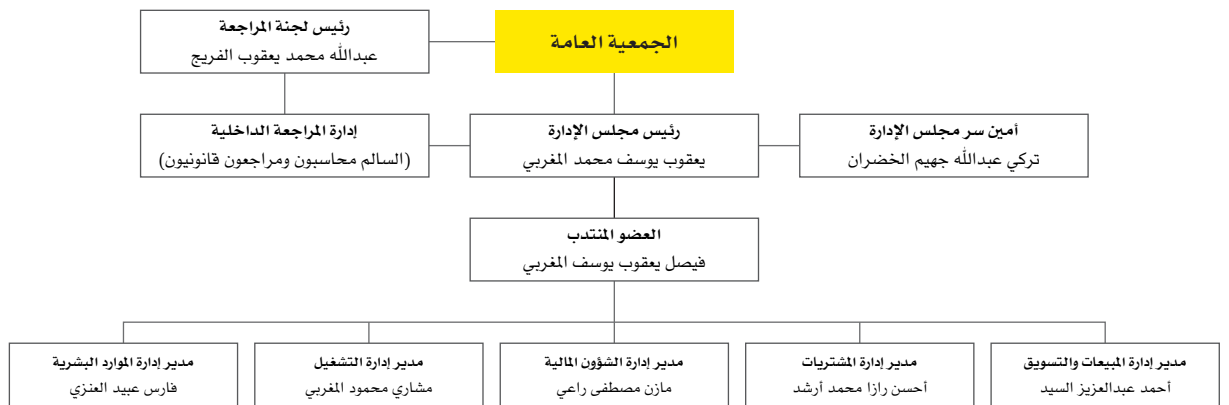 الجمعية العامة
رئيس لجنة المراجعة
عبدالله محمد يعقوب الفريج
أمين سر مجلس الإدارة
تركي عبدالله جهيم الخضران
رئيس مجلس الإدارة
يعقوب يوسف محمد المغربي
إدارة المراجعة الداخلية
(السالم محاسبون ومراجعون قانونيون)
العضو المنتدب
فيصل يعقوب يوسف المغربي
مدير إدارة المبيعات والتسويق
أحمد عبدالعزيز السيد
مدير إدارة المشتريات
أحسن رازا محمد أرشد
مدير إدارة الشؤون المالية
مازن مصطفى راعي
مدير إدارة التشغيل
مشاري محمود المغربي
مدير إدارة الموارد البشرية
فارس عبيد العنزي